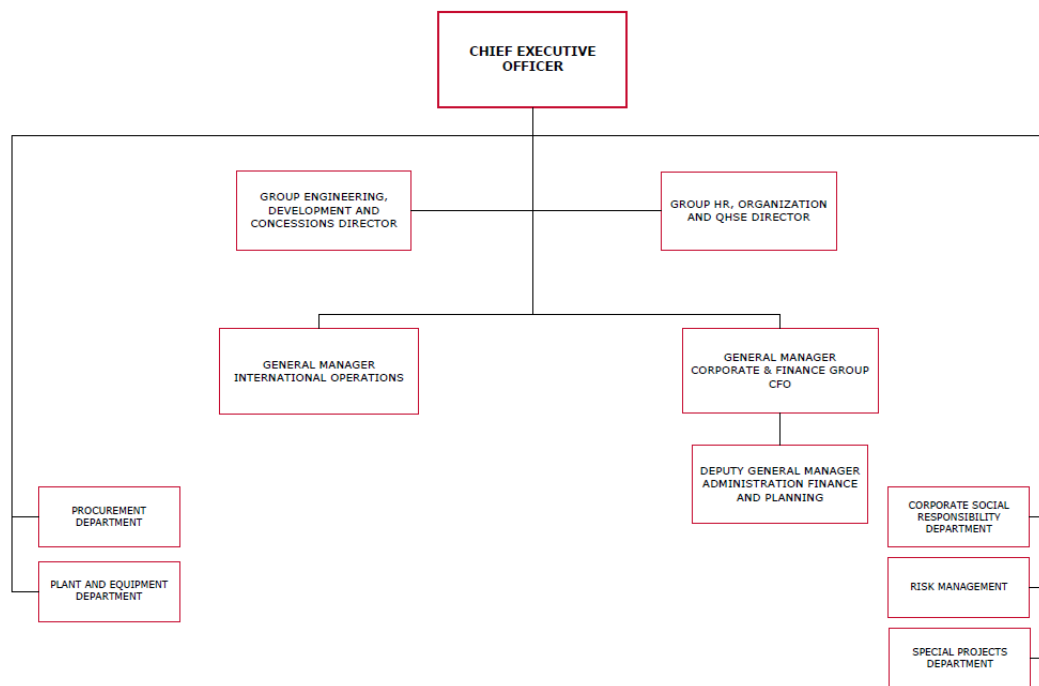 CHIEF EXECUTIVE
OFFICER
GROUP ENGINEERING,
DEVELOPMENT AND
CONCESSIONS DIRECTOR
GROUP HR, ORGANIZATION
AND QHSE DIRECTOR
GENERAL MANAGER
INTERNATIONAL OPERATIONS
GENERAL MANAGER
CORPORATE & FINANCE GROUP
CFO
DEPUTY GENERAL MANAGER
ADMINISTRATION FINANCE
AND PLANNING
PROCUREMENT
DEPARTMENT
PLANT AND EQUIPMENT
DEPARTMENT
CORPORATE SOCIAL
RESPONSIBILITY
DEPARTMENT
RISK MANAGEMENT
SPECIAL PROJECTS
DEPARTMENT